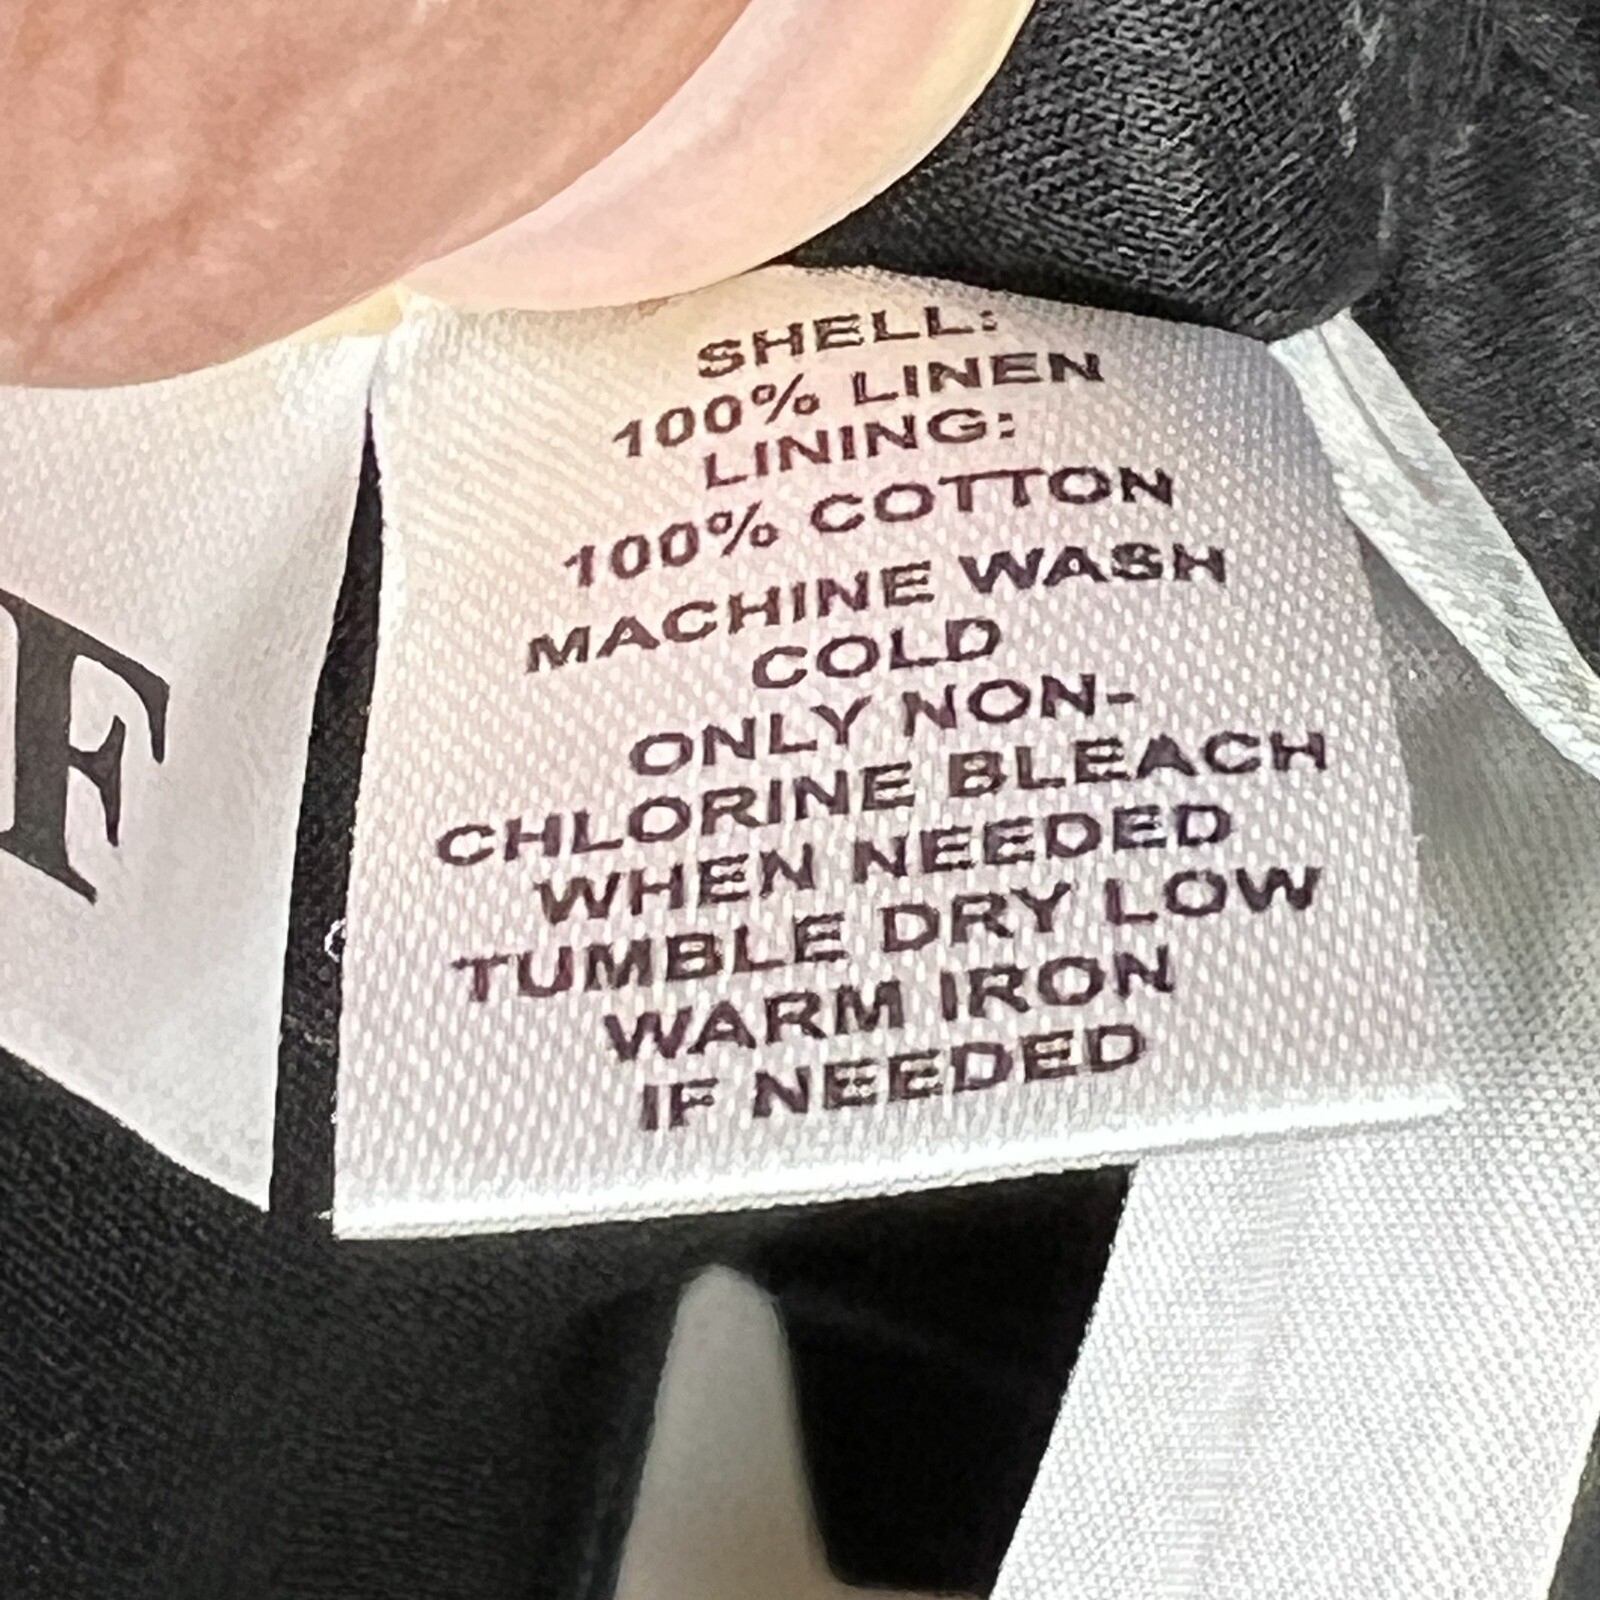 F
SHELL:
100% LINEN
LINING:
100% COTTON
MACHINE WASH
COLD
ONLY NON-
CHLORINE BLEACH
WHEN NEEDED
TUMBLE DRY LOW
WARM IRON
IF NEEDED